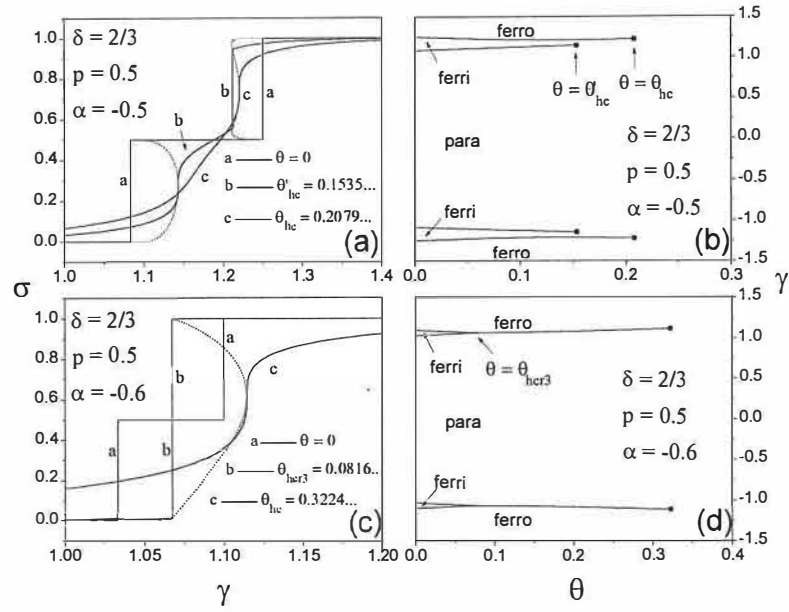 1.0
0.8
0.6
0.4
0.2
0.0
δ = 2/3
p = 0.5
α = -0.5
a
b
b
c
a
c
a — θ = 0
b — θ'hc = 0.1535...
c — θhc = 0.2079...
(a)
1.0 1.1 1.2 1.3 1.4
ferro
ferri
θ = θ'hc
θ = θhc
para
δ = 2/3
p = 0.5
α = -0.5
ferri
ferro
(b)
1.5
1.0
0.5
0.0
-0.5
-1.0
-1.5
0.0 0.1 0.2 0.3
σ
γ
1.0
0.8
0.6
0.4
0.2
0.0
δ = 2/3
p = 0.5
α = -0.6
a
b
c
a
b
a — θ = 0
b — θhcr3 = 0.0816..
c — θhc = 0.3224...
(c)
1.00 1.05 1.10 1.15 1.20
ferro
ferri
θ = θhcr3
para
δ = 2/3
p = 0.5
α = -0.6
ferri
ferro
(d)
1.5
1.0
0.5
0.0
-0.5
-1.0
-1.5
0.0 0.1 0.2 0.3 0.4
γ
θ